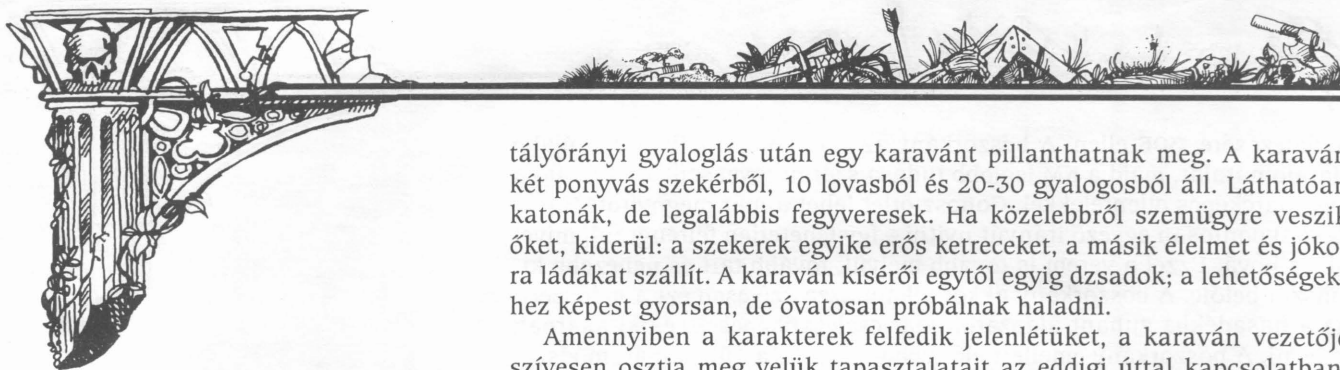 tályórányi gyaloglás után egy karavánt pillanthatnak meg. A karaván
két ponyvás szekérből, 10 lovasból és 20-30 gyalogosból áll. Láthatóan
katonák, de legalábbis fegyveresek. Ha közelebbről szemügyre veszik
őket, kiderül: a szekerek egyike erős ketreceket, a másik élelmet és jóko-
ra ládákat szállít. A karaván kísérői egytől egyig dzsadok; a lehetőségek-
hez képest gyorsan, de óvatosan próbálnak haladni.
Amennyiben a karakterek felfedik jelenlétüket, a karaván vezetője
szívesen osztja meg velük tapasztalatait az eddigi úttal kapcsolatban.